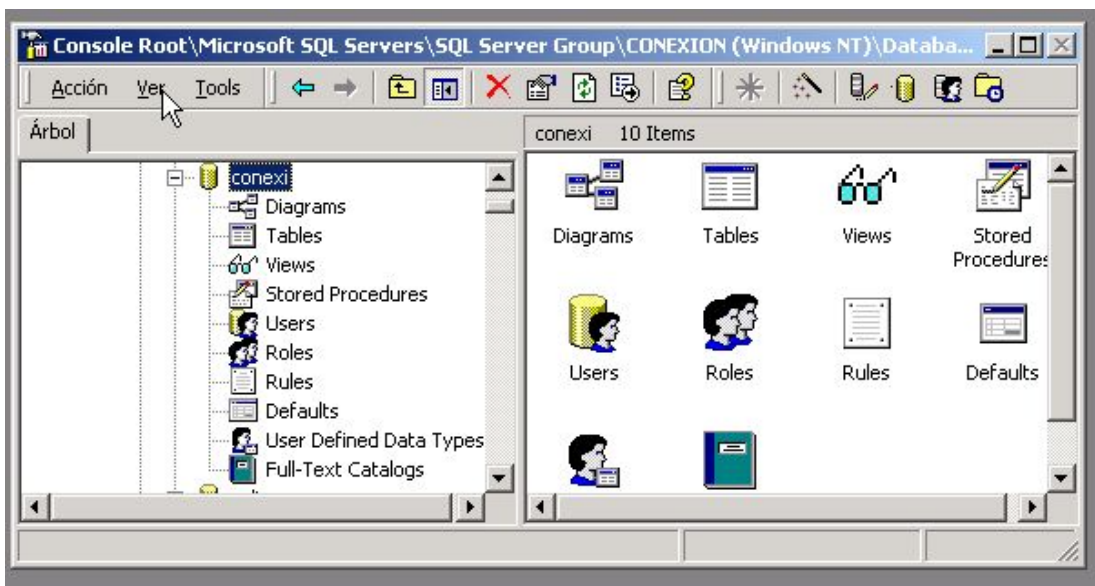 Console Root\Microsoft SQL Servers\SQL Server Group\CONEXION (Windows NT)\Databa...
Acción Ver Tools
Árbol
conexi 10 Items
conexi
Diagrams
Tables
Views
Stored Procedures
Users
Roles
Rules
Defaults
User Defined Data Types
Full-Text Catalogs
Diagrams Tables Views Stored
Procedures
Users Roles Rules Defaults